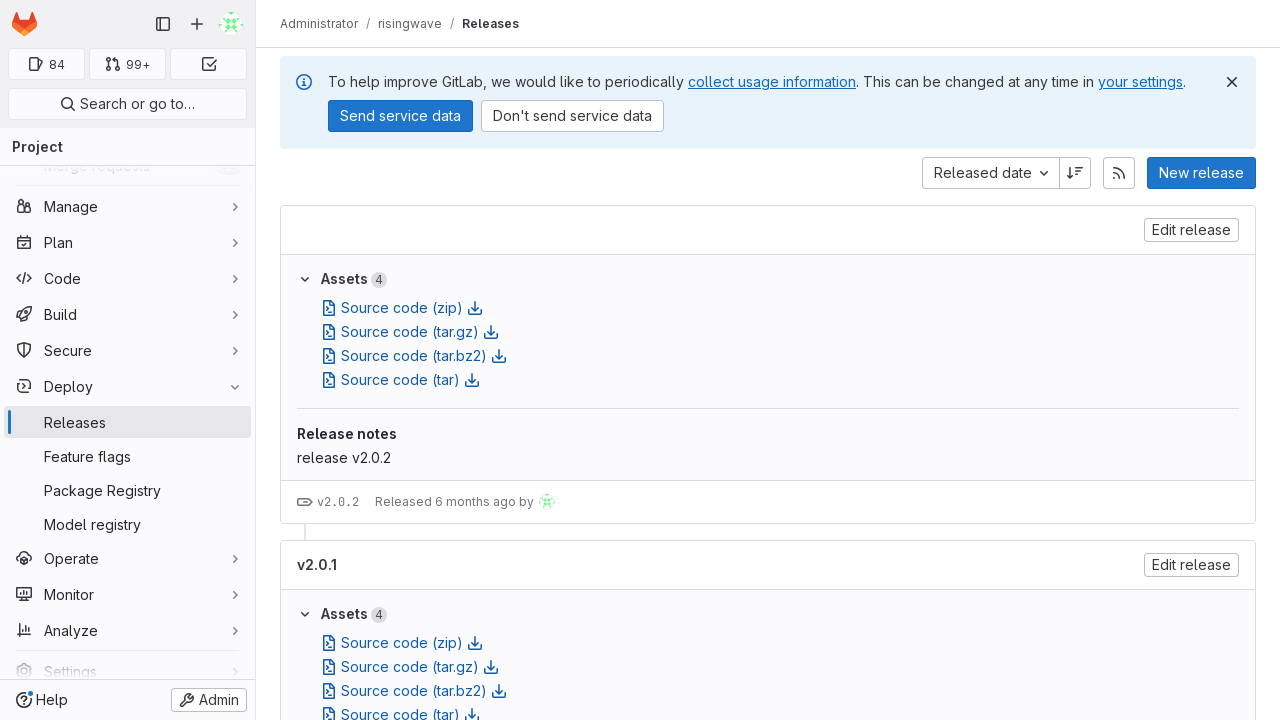 Administrator / risingwave / Releases
84
99+
Search or go to…
Project
Merge requests
Manage
Plan
Code
Build
Secure
Deploy
Releases
Feature flags
Package Registry
Model registry
Operate
Monitor
Analyze
Settings
Help
Admin
To help improve GitLab, we would like to periodically collect usage information. This can be changed at any time in your settings.
Send service data
Don't send service data
Released date
New release
Edit release
Assets 4
Source code (zip)
Source code (tar.gz)
Source code (tar.bz2)
Source code (tar)
Release notes
release v2.0.2
v2.0.2 Released 6 months ago by
v2.0.1
Edit release
Assets 4
Source code (zip)
Source code (tar.gz)
Source code (tar.bz2)
Source code (tar)